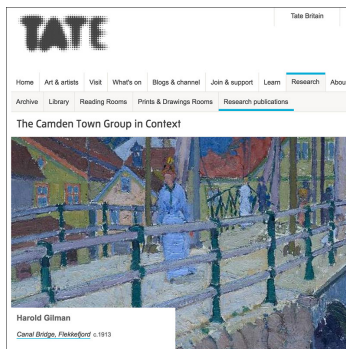 TATE
Tate Britain
Home Art & artists Visit What's on Blogs & channel Join & support Learn Research Abou
Archive Library Reading Rooms Prints & Drawings Rooms Research publications
The Camden Town Group in Context
Harold Gilman
Canal Bridge, Flekkefjord c.1913